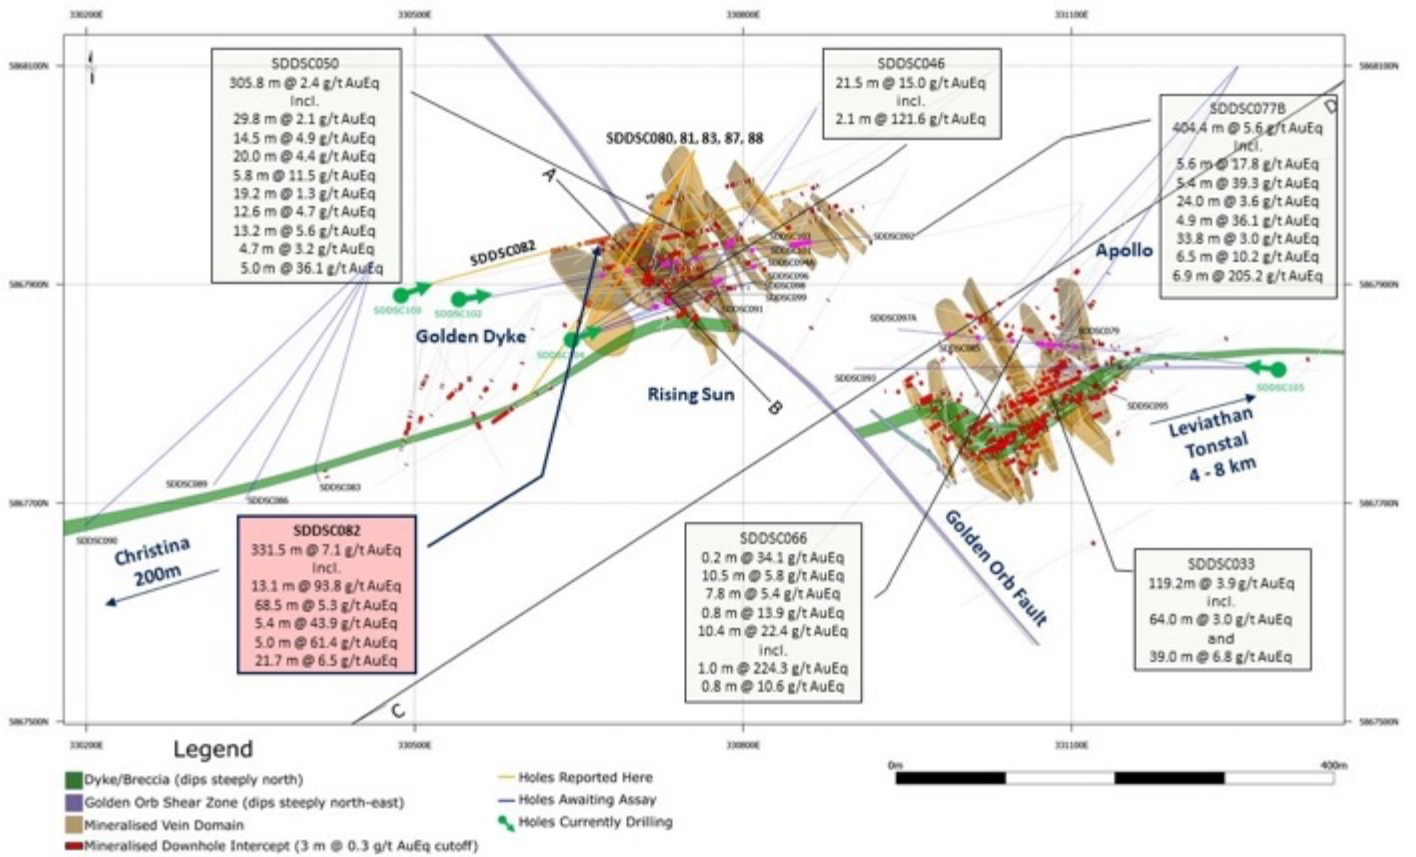 330200E
330500E
330800E
331100E
5868100N
5868100N
SDDSC050
305.8 m @ 2.4 g/t AuEq
Incl.
29.8 m @ 2.1 g/t AuEq
14.5 m @ 4.9 g/t AuEq
20.0 m @ 4.4 g/t AuEq
5.8 m @ 11.5 g/t AuEq
19.2 m @ 1.3 g/t AuEq
12.6 m @ 4.7 g/t AuEq
13.2 m @ 5.6 g/t AuEq
4.7 m @ 3.2 g/t AuEq
5.0 m @ 36.1 g/t AuEq
SDDSC046
21.5 m @ 15.0 g/t AuEq
incl.
2.1 m @ 121.6 g/t AuEq
SDDSC077B
404.4 m @ 5.6 g/t AuEq
Incl.
5.6 m @ 17.8 g/t AuEq
5.4 m @ 39.3 g/t AuEq
24.0 m @ 3.6 g/t AuEq
4.9 m @ 36.1 g/t AuEq
33.8 m @ 3.0 g/t AuEq
6.5 m @ 10.2 g/t AuEq
6.9 m @ 205.2 g/t AuEq
D
SDDSC080, 81, 83, 87, 88
A
SDDSC082
SDDSC092
SDDSC096
SDDSC098
SDDSC099
SDDSC091
Apollo
5867900N
5867900N
SDDSC100
SDDSC102
SDDSC104
Golden Dyke
Rising Sun
B
SDDSC097A
SDDSC079
SDDSC085
SDDSC093
SDDSC095
SDDSC105
Leviathan
Tonstal
4 - 8 km
SDDSC089
SDDSC086
SDDSC083
SDDSC090
5867700N
5867700N
Christina
200m
SDDSC082
331.5 m @ 7.1 g/t AuEq
Incl.
13.1 m @ 93.8 g/t AuEq
68.5 m @ 5.3 g/t AuEq
5.4 m @ 43.9 g/t AuEq
5.0 m @ 61.4 g/t AuEq
21.7 m @ 6.5 g/t AuEq
SDDSC066
0.2 m @ 34.1 g/t AuEq
10.5 m @ 5.8 g/t AuEq
7.8 m @ 5.4 g/t AuEq
0.8 m @ 13.9 g/t AuEq
10.4 m @ 22.4 g/t AuEq
incl.
1.0 m @ 224.3 g/t AuEq
0.8 m @ 10.6 g/t AuEq
Golden Orb Fault
SDDSC033
119.2m @ 3.9 g/t AuEq
incl.
64.0 m @ 3.0 g/t AuEq
and
39.0 m @ 6.8 g/t AuEq
C
5867500N
5867500N
330200E
330500E
330800E
331100E
Legend
Dyke/Breccia (dips steeply north)
Golden Orb Shear Zone (dips steeply north-east)
Mineralised Vein Domain
Mineralised Downhole Intercept (3 m @ 0.3 g/t AuEq cutoff)
Holes Reported Here
Holes Awaiting Assay
Holes Currently Drilling
0m
400m